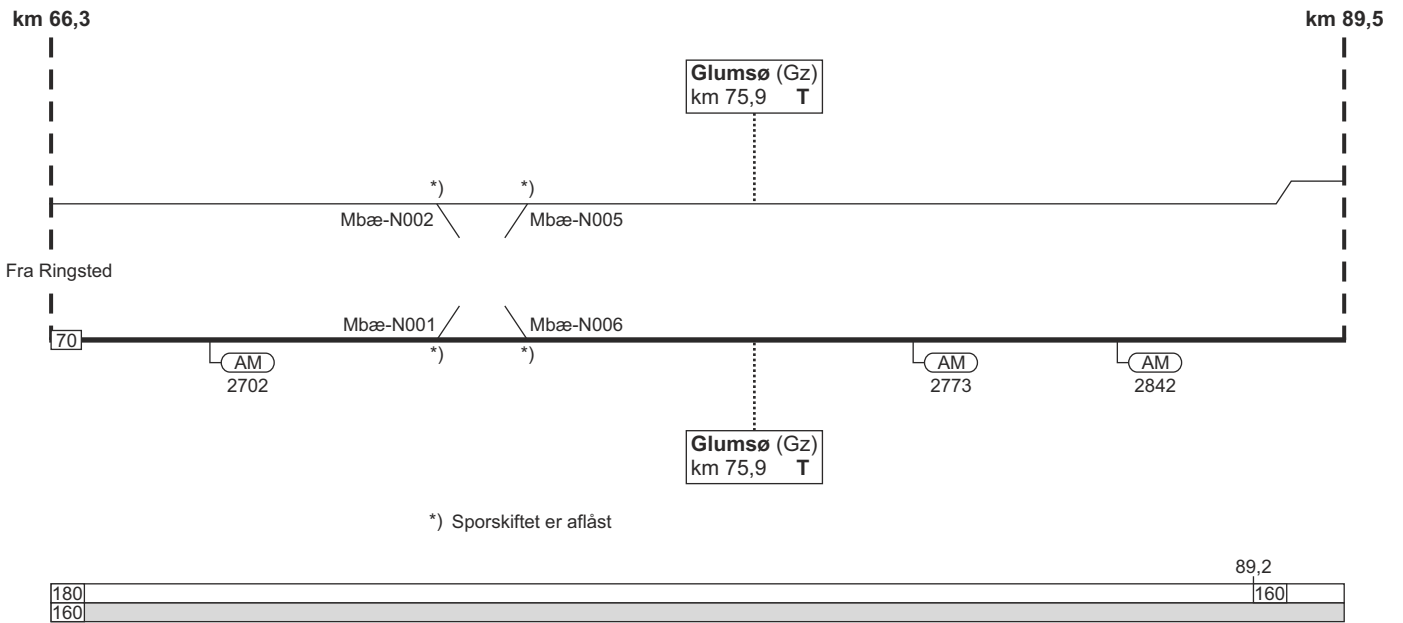 km 66,3
km 89,5
Glumsø (Gz)
km 75,9 T
*)
*)
Mbæ-N002
Mbæ-N005
Fra Ringsted
Mbæ-N001
Mbæ-N006
70
*)
*)
AM
2702
AM
2773
AM
2842
Glumsø (Gz)
km 75,9 T
*) Sporskiftet er aflåst
89,2
180
160
160